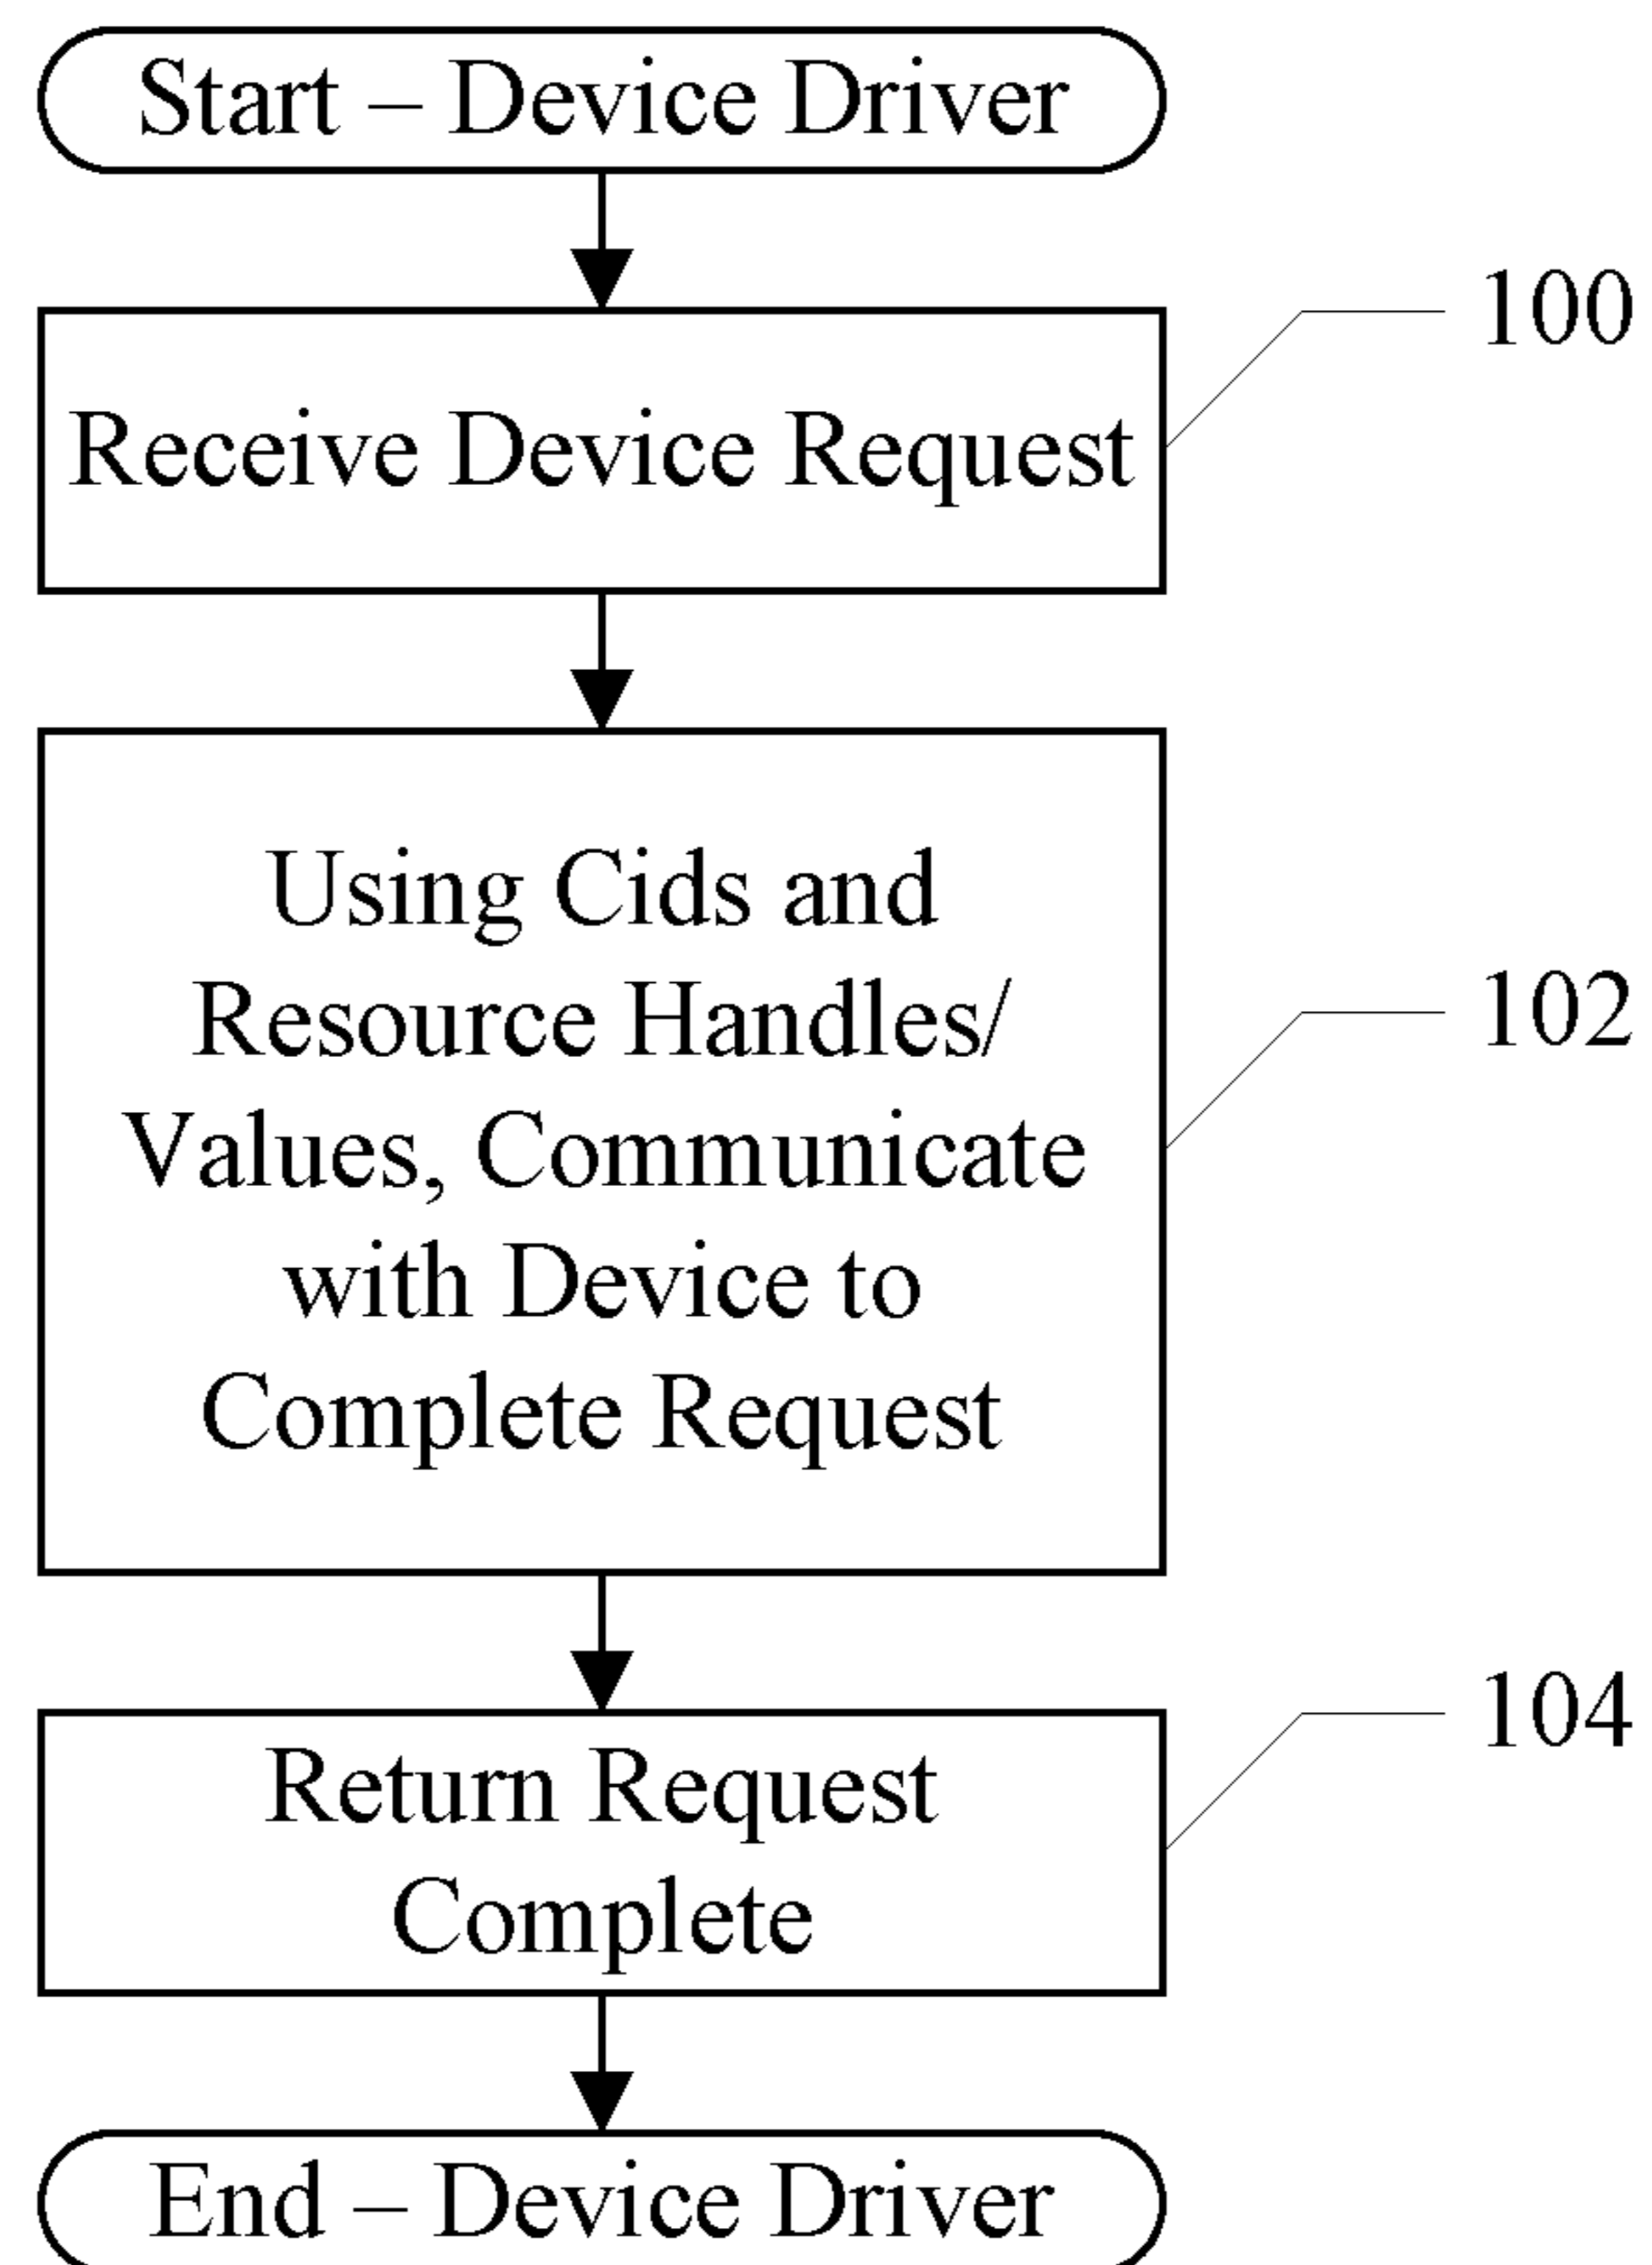 Start – Device Driver
100
Receive Device Request
Using Cids and
Resource Handles/
Values, Communicate
with Device to
Complete Request
102
Return Request
Complete
104
End – Device Driver